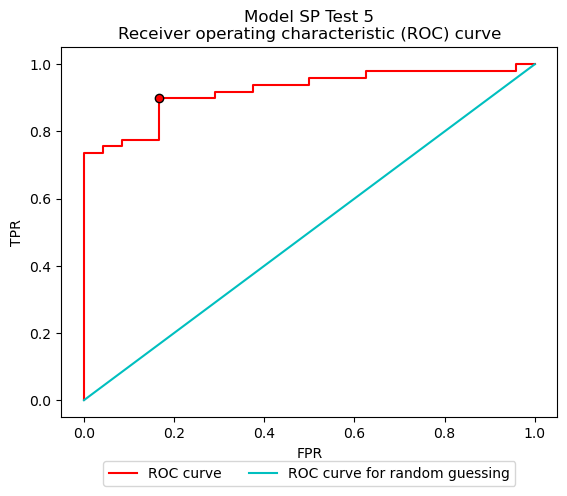 Model SP Test 5
Receiver operating characteristic (ROC) curve
1.0
0.8
0.6
0.4
0.2
0.0
TPR
0.0 0.2 0.4 0.6 0.8 1.0
FPR
ROC curve ROC curve for random guessing